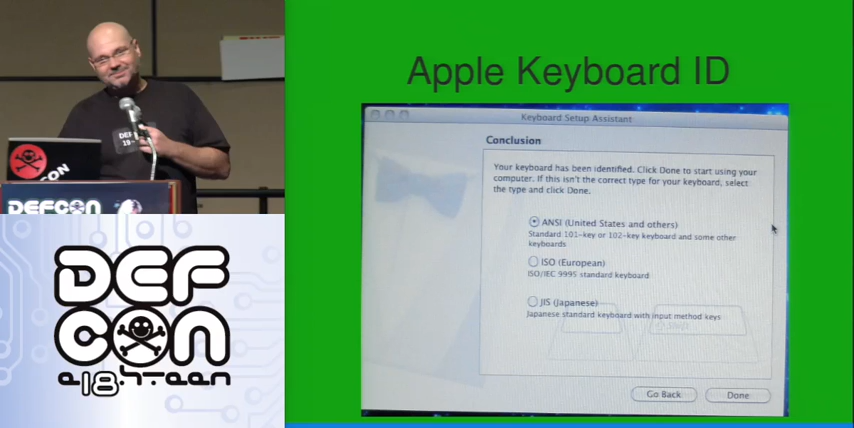 Apple Keyboard ID
Keyboard Setup Assistant
Conclusion
Your keyboard has been identified. Click Done to start using your
computer. If this isn't the correct type for your keyboard, select
the type and click Done.
ANSI (United States and others)
Standard 101-key or 102-key keyboard and some other
keyboards
ISO (European)
ISO/IEC 9995 standard keyboard
JIS (Japanese)
Japanese standard keyboard with input method keys
Shift
Go Back
Done
DEFCON
DEF
CON